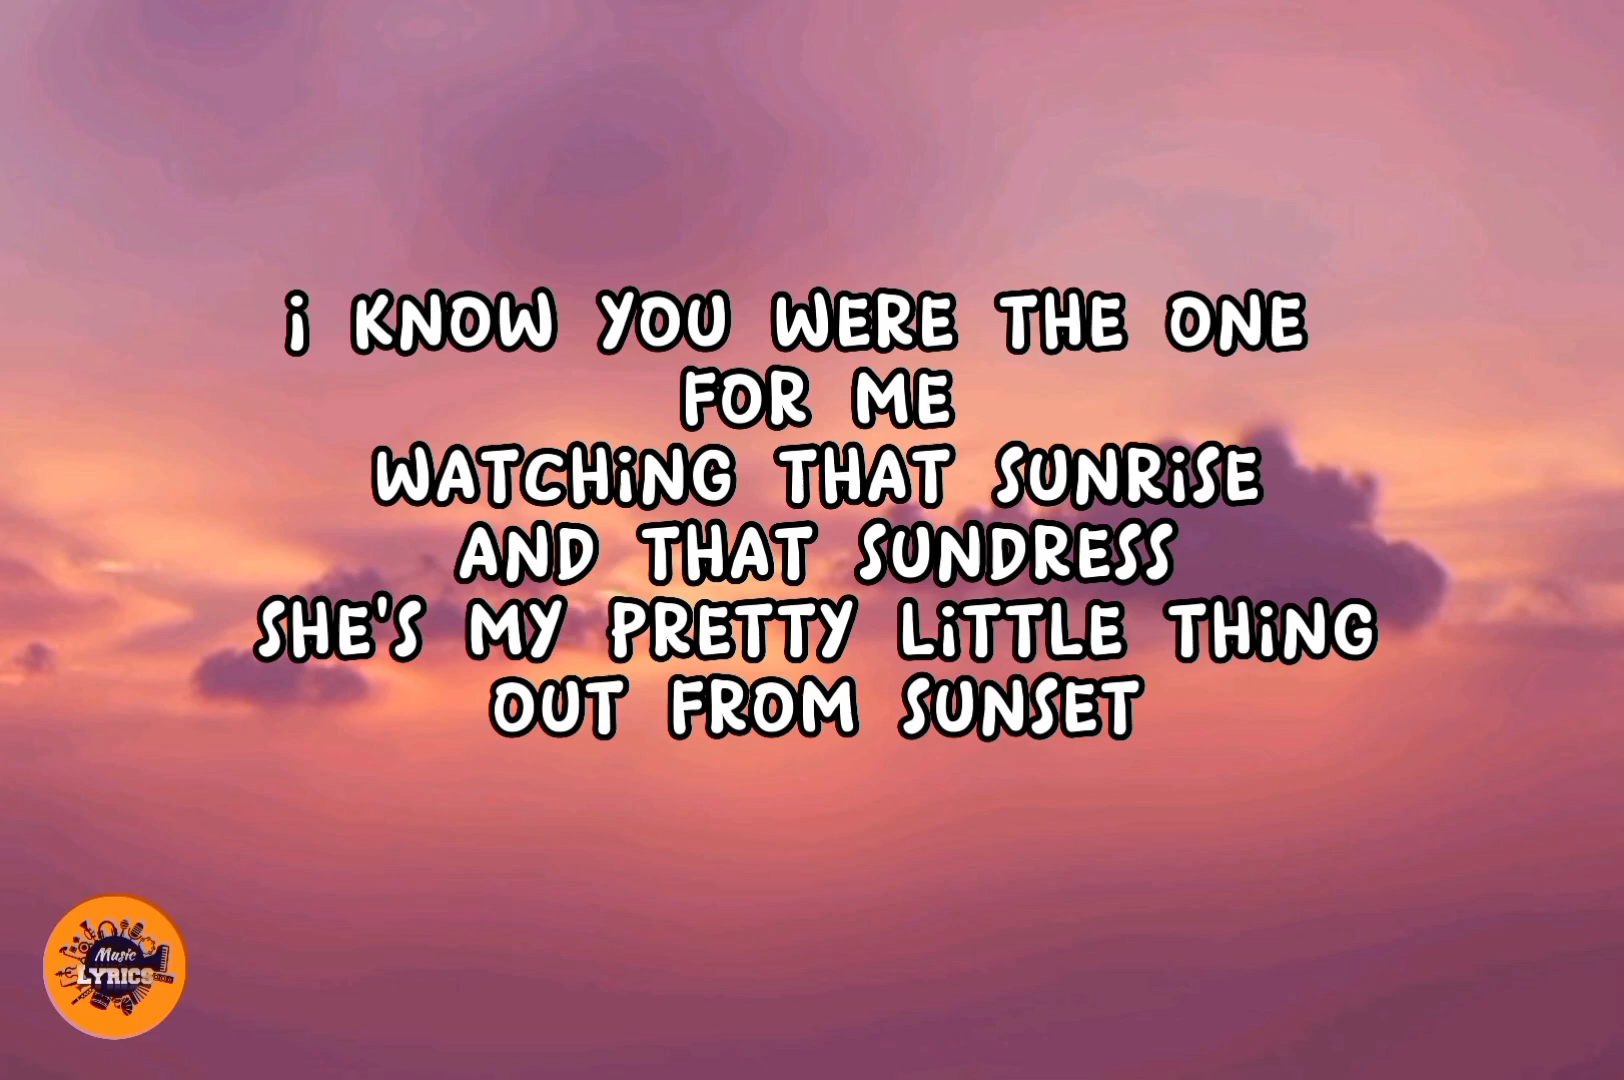 i KNOW YOU WERE THE ONE
FOR ME
WATCHiNG THAT SUNRiSE
AND THAT SUNDRESS
SHE'S MY PRETTY LiTTLE THiNG
OUT FROM SUNSET
Music
LYRICS